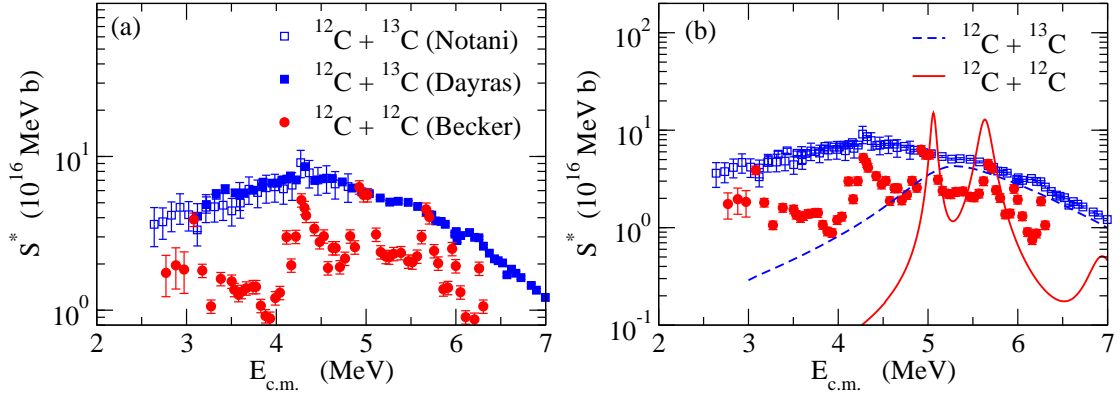 (a)
¹²C + ¹³C (Notani)
¹²C + ¹³C (Dayras)
¹²C + ¹²C (Becker)
10¹
10⁰
S* (10¹⁶ MeV b)
2 3 4 5 6 7
E_c.m. (MeV)
(b)
¹²C + ¹³C
¹²C + ¹²C
10²
10¹
10⁰
10⁻¹
S* (10¹⁶ MeV b)
2 3 4 5 6 7
E_c.m. (MeV)